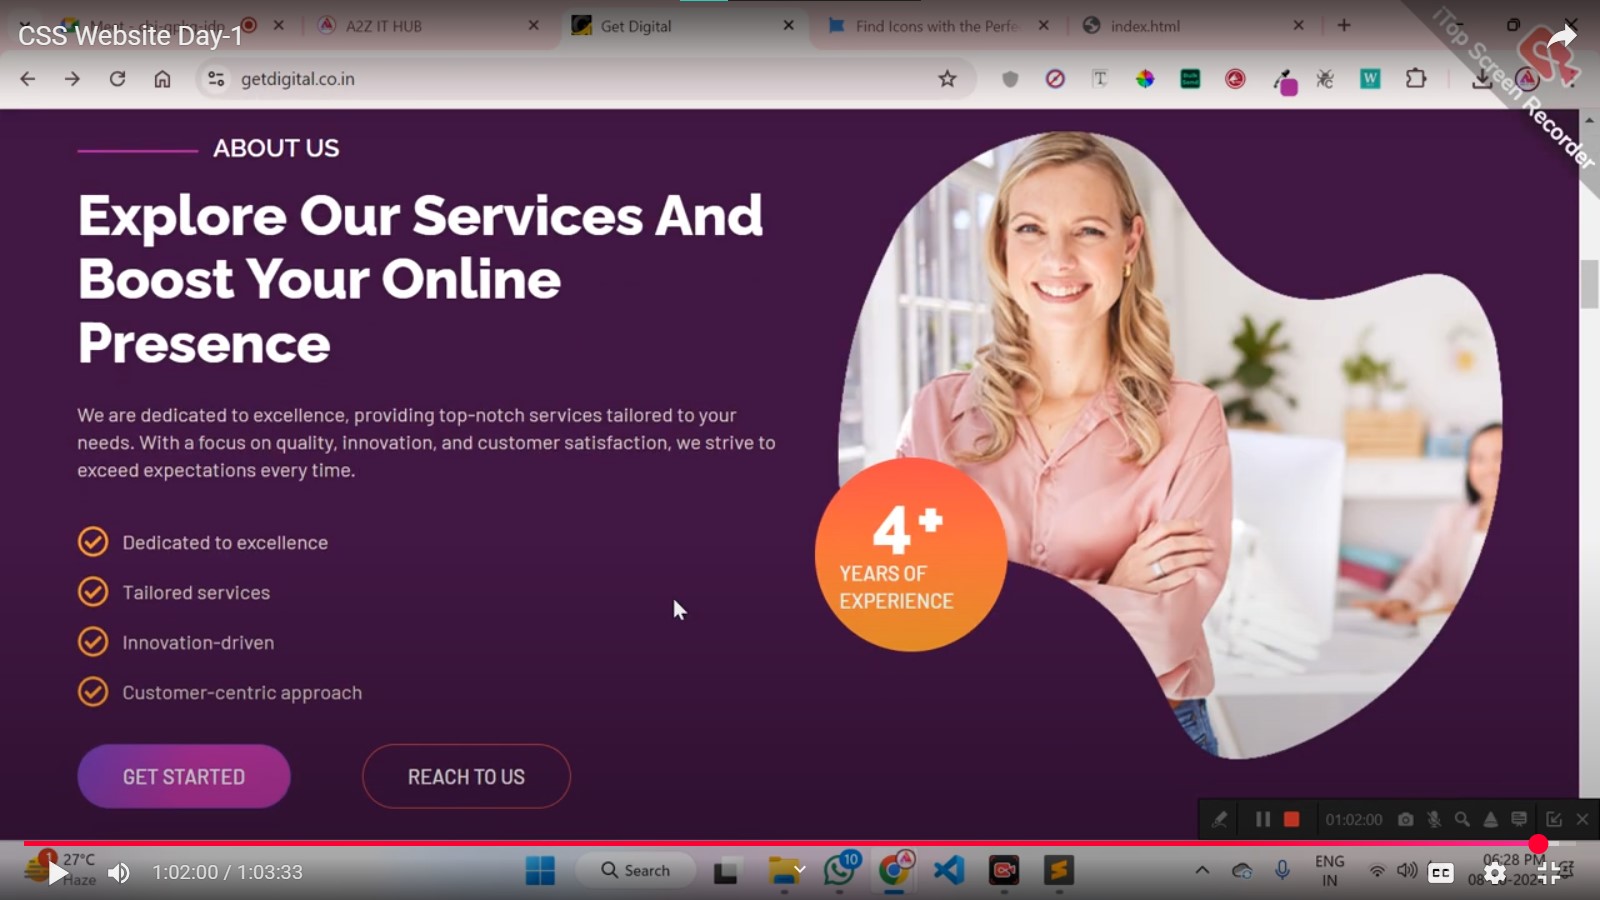 CSS Website Day-1
A2Z IT HUB
Get Digital
Find Icons with the Perfe
index.html
getdigital.co.in
iTop Screen Recorder
ABOUT US
Explore Our Services And
Boost Your Online
Presence
We are dedicated to excellence, providing top-notch services tailored to your
needs. With a focus on quality, innovation, and customer satisfaction, we strive to
exceed expectations every time.
Dedicated to excellence
Tailored services
Innovation-driven
Customer-centric approach
GET STARTED
REACH TO US
4+
YEARS OF
EXPERIENCE
01:02:00
1
27°C
Haze
1:02:00 / 1:03:33
Search
10
ENG
IN
CC
06:28 PM